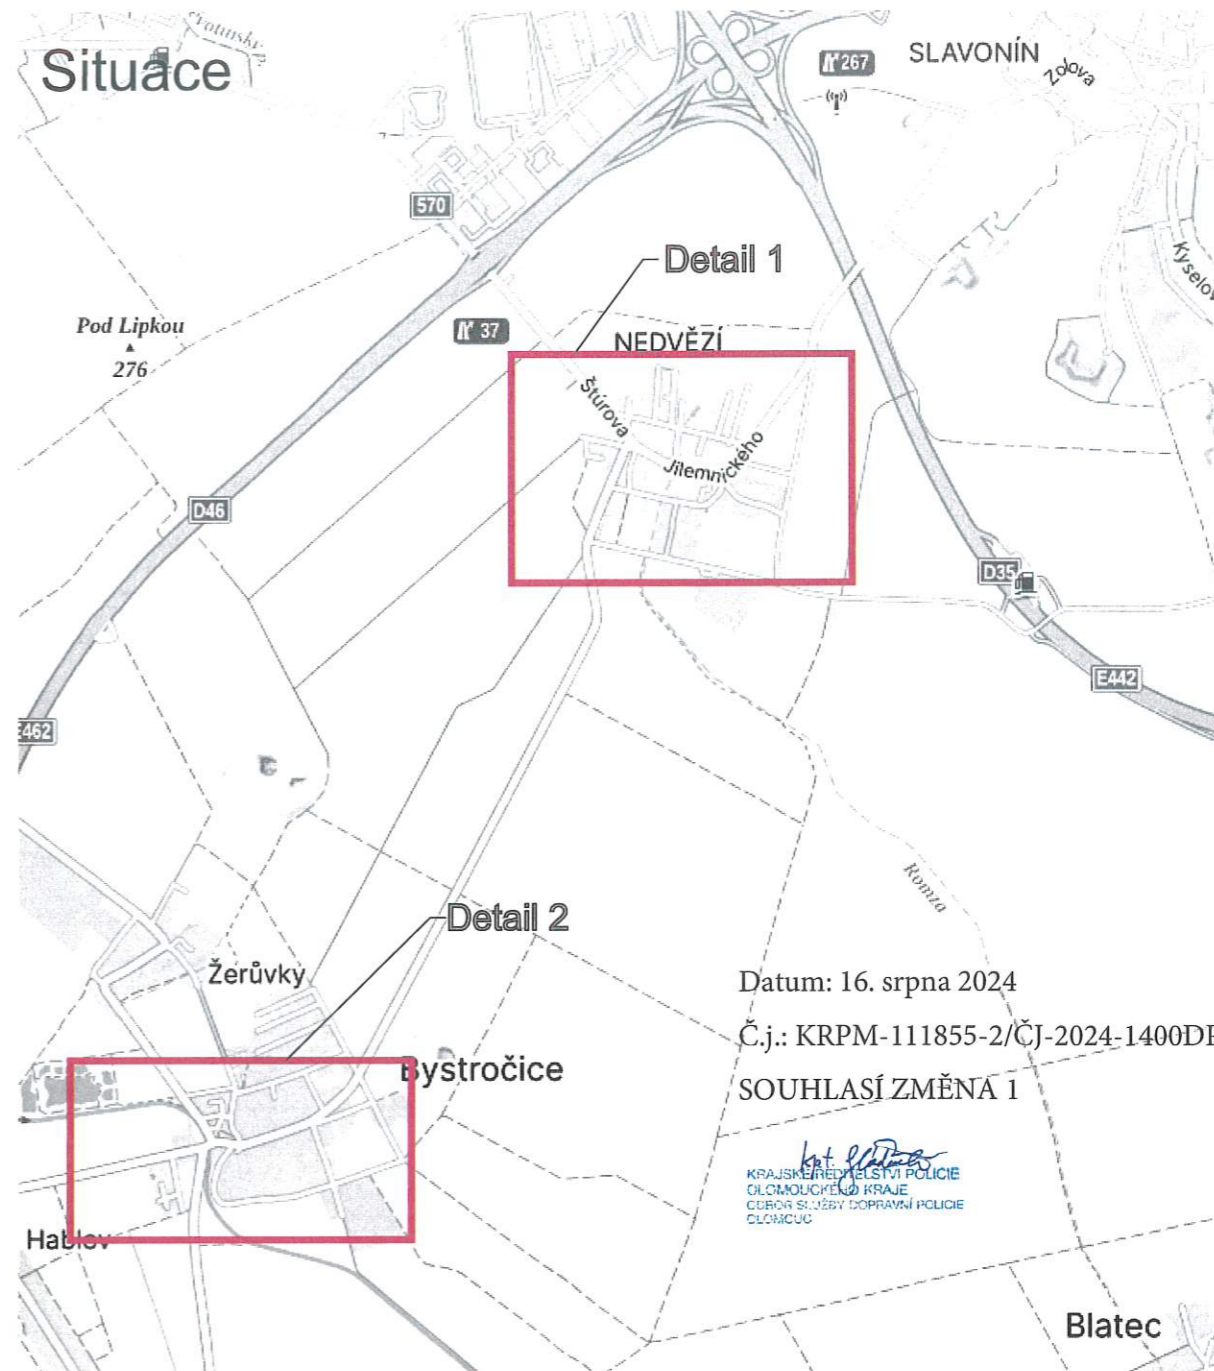 Situace
267
SLAVONÍN
Zolova
570
Detail 1
Kyselov
Pod Lipkou
276
37
NEDVĚZÍ
Štúrova
Jilemnického
D46
D35
E442
E462
Romza
Detail 2
Žerůvky
Datum: 16. srpna 2024
Č.j.: KRPM-111855-2/ČJ-2024-1400DP
SOUHLASÍ ZMĚNA 1
Bystročice
kpt.
KRAJSKÉ ŘEDITELSTVÍ POLICIE
OLOMOUCKÉHO KRAJE
ODBOR SLUŽBY DOPRAVNÍ POLICIE
OLOMOUC
Hablov
Blatec